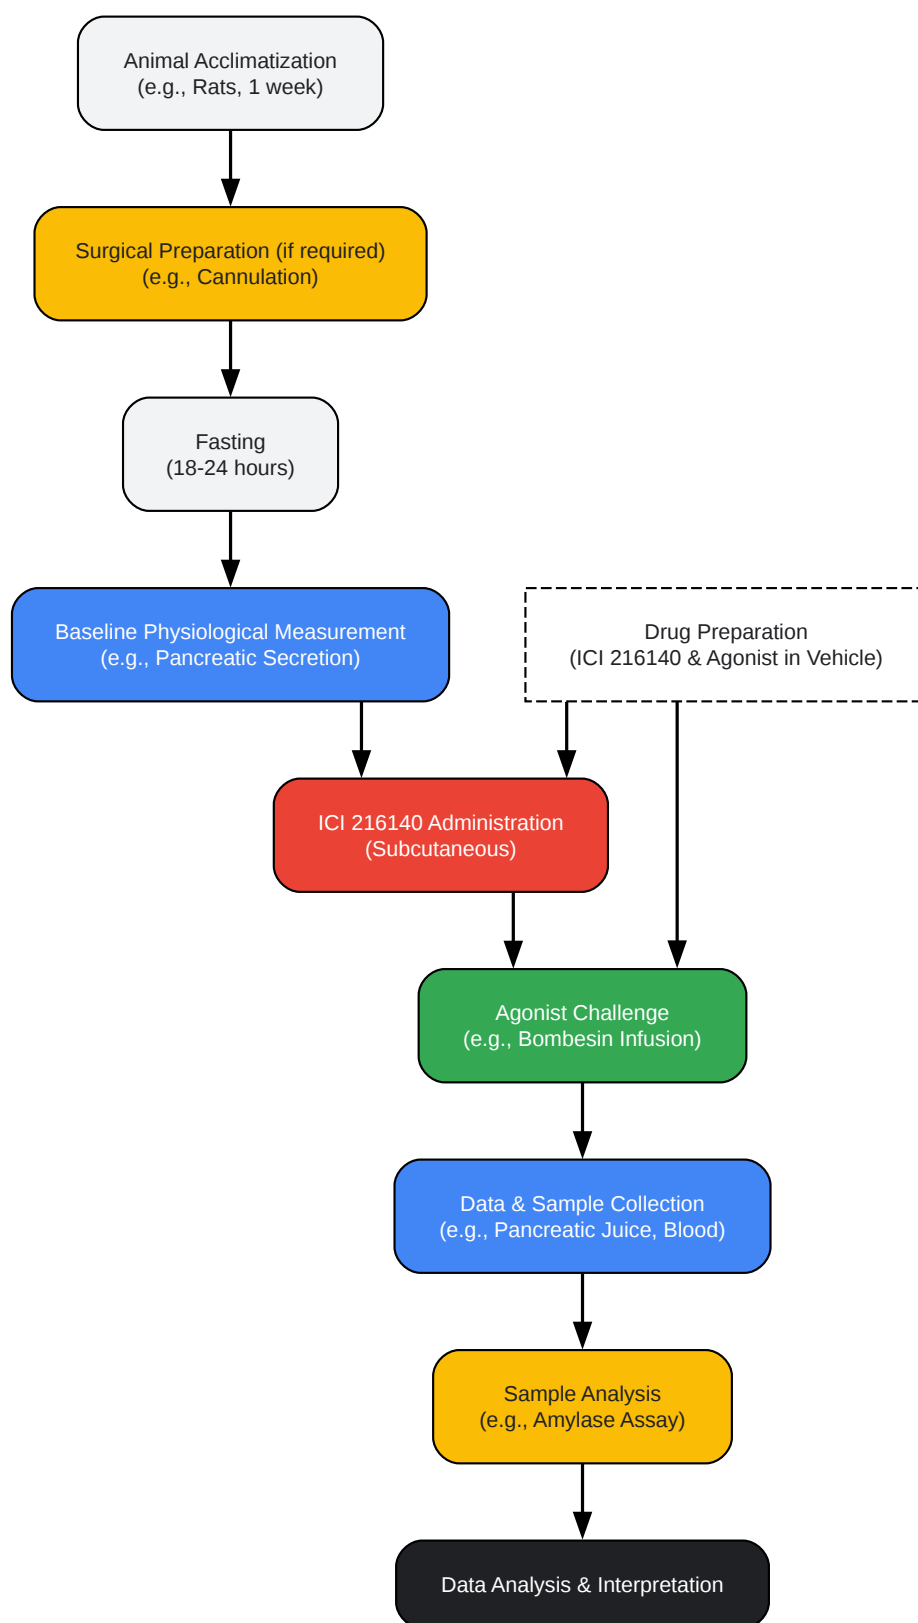 Animal Acclimatization
(e.g., Rats, 1 week)
Surgical Preparation (if required)
(e.g., Cannulation)
Fasting
(18-24 hours)
Baseline Physiological Measurement
(e.g., Pancreatic Secretion)
Drug Preparation
(ICI 216140 & Agonist in Vehicle)
ICI 216140 Administration
(Subcutaneous)
Agonist Challenge
(e.g., Bombesin Infusion)
Data & Sample Collection
(e.g., Pancreatic Juice, Blood)
Sample Analysis
(e.g., Amylase Assay)
Data Analysis & Interpretation